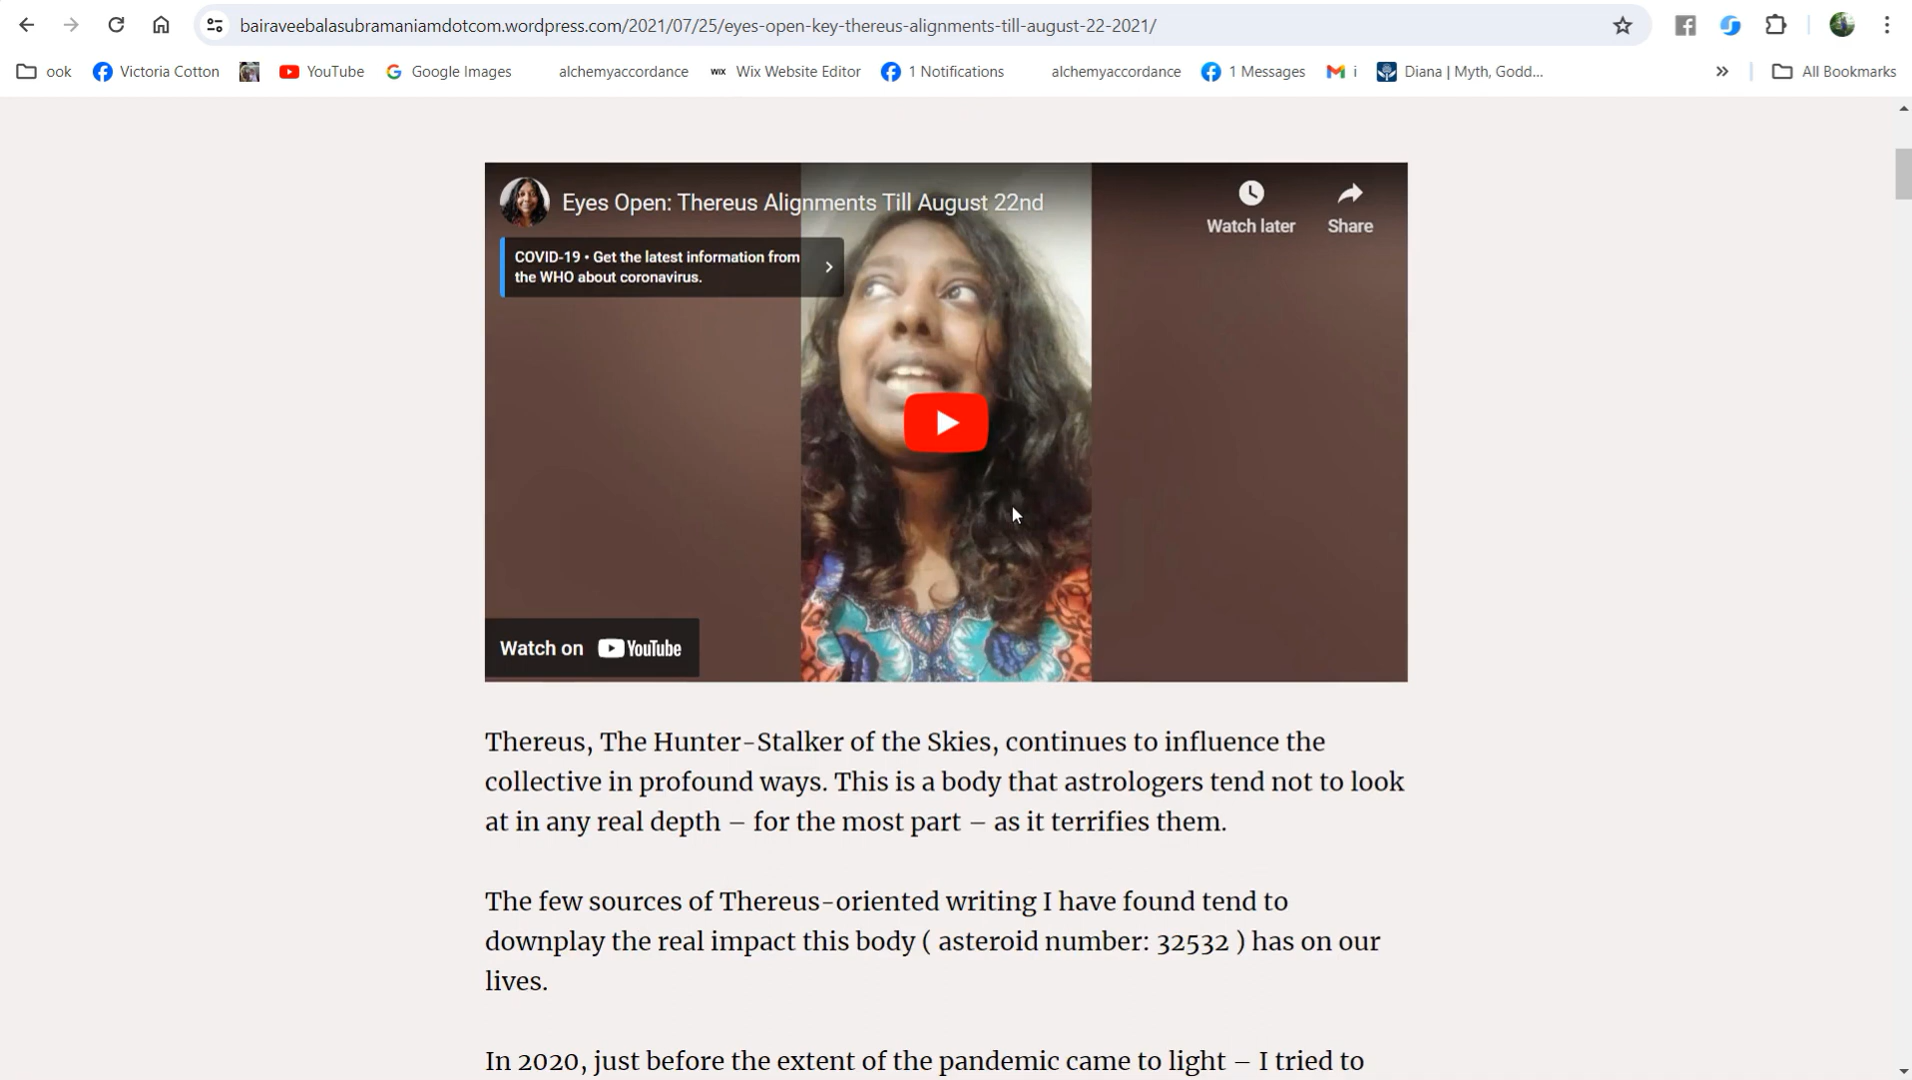 bairaveebalasubramaniamdotcom.wordpress.com/2021/07/25/eyes-open-key-thereus-alignments-till-august-22-2021/
ook Victoria Cotton YouTube Google Images alchemyaccordance WIX Wix Website Editor 1 Notifications alchemyaccordance 1 Messages i Diana | Myth, Godd... » All Bookmarks
Eyes Open: Thereus Alignments Till August 22nd
Watch later Share
COVID-19 • Get the latest information from
the WHO about coronavirus.
Watch on YouTube
Thereus, The Hunter-Stalker of the Skies, continues to influence the
collective in profound ways. This is a body that astrologers tend not to look
at in any real depth – for the most part – as it terrifies them.
The few sources of Thereus-oriented writing I have found tend to
downplay the real impact this body ( asteroid number: 32532 ) has on our
lives.
In 2020, just before the extent of the pandemic came to light – I tried to